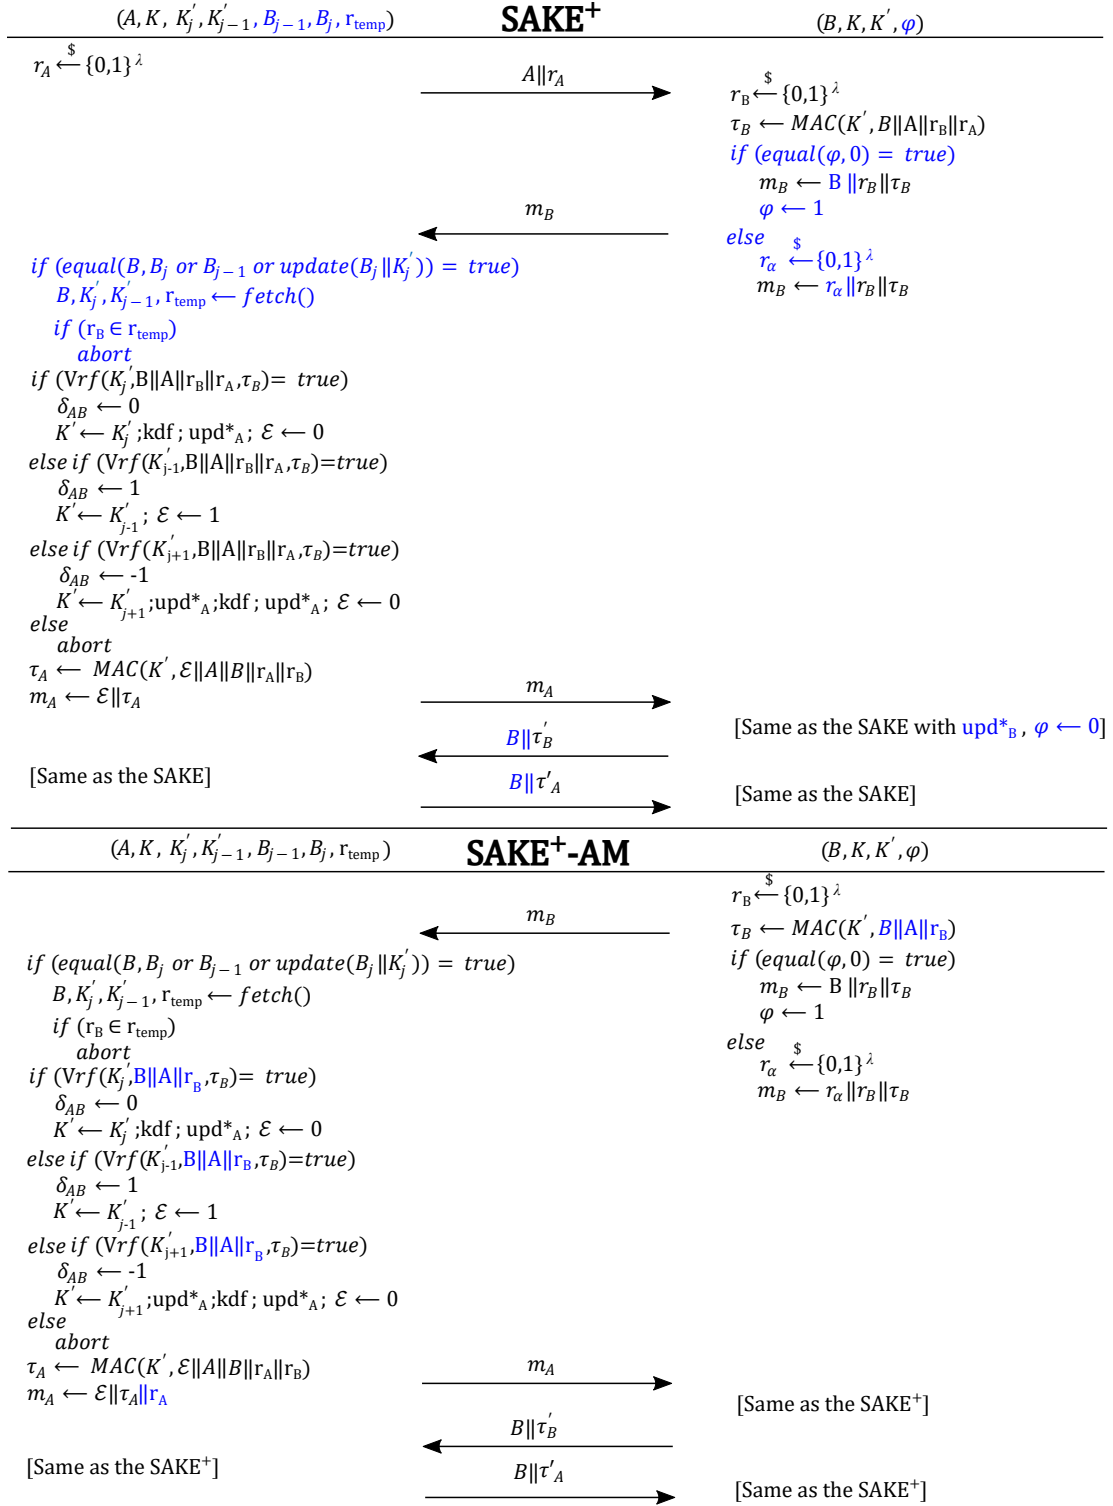 (A, K, K'_j, K'_{j−1}, B_{j−1}, B_j, r_temp) SAKE⁺ (B, K, K', φ)
r_A ←$ {0,1}^λ
A||r_A
r_B ←$ {0,1}^λ
τ_B ← MAC(K', B||A||r_B||r_A)
if (equal(φ, 0) = true)
m_B ← B ||r_B||τ_B
φ ← 1
m_B
else
r_α ←$ {0,1}^λ
m_B ← r_α||r_B||τ_B
if (equal(B, B_j or B_{j−1} or update(B_j||K'_j)) = true)
B, K'_j, K'_{j−1}, r_temp ← fetch()
if (r_B ∈ r_temp)
abort
if (Vrf(K'_j,B||A||r_B||r_A, τ_B)= true)
δ_AB ← 0
K' ← K'_j ;kdf ; upd*_A; ℰ ← 0
else if (Vrf(K'_{j-1},B||A||r_B||r_A, τ_B)=true)
δ_AB ← 1
K' ← K'_{j-1}; ℰ ← 1
else if (Vrf(K'_{j+1},B||A||r_B||r_A, τ_B)=true)
δ_AB ← -1
K' ← K'_{j+1};upd*_A;kdf ; upd*_A; ℰ ← 0
else
abort
τ_A ← MAC(K', ℰ||A||B||r_A||r_B)
m_A ← ℰ||τ_A
m_A
[Same as the SAKE with upd*_B , φ ← 0]
B||τ'_B
[Same as the SAKE]
B||τ'_A
[Same as the SAKE]
(A, K, K'_j, K'_{j−1}, B_{j−1}, B_j, r_temp) SAKE⁺-AM (B, K, K', φ)
r_B ←$ {0,1}^λ
m_B
τ_B ← MAC(K', B||A||r_B)
if (equal(φ, 0) = true)
m_B ← B ||r_B||τ_B
φ ← 1
else
r_α ←$ {0,1}^λ
m_B ← r_α||r_B||τ_B
if (equal(B, B_j or B_{j−1} or update(B_j||K'_j)) = true)
B, K'_j, K'_{j−1}, r_temp ← fetch()
if (r_B ∈ r_temp)
abort
if (Vrf(K'_j,B||A||r_B, τ_B)= true)
δ_AB ← 0
K' ← K'_j ;kdf ; upd*_A; ℰ ← 0
else if (Vrf(K'_{j-1},B||A||r_B, τ_B)=true)
δ_AB ← 1
K' ← K'_{j-1}; ℰ ← 1
else if (Vrf(K'_{j+1},B||A||r_B, τ_B)=true)
δ_AB ← -1
K' ← K'_{j+1};upd*_A;kdf ; upd*_A; ℰ ← 0
else
abort
τ_A ← MAC(K', ℰ||A||B||r_A||r_B)
m_A ← ℰ||τ_A||r_A
m_A
[Same as the SAKE⁺]
B||τ'_B
[Same as the SAKE⁺]
B||τ'_A
[Same as the SAKE⁺]